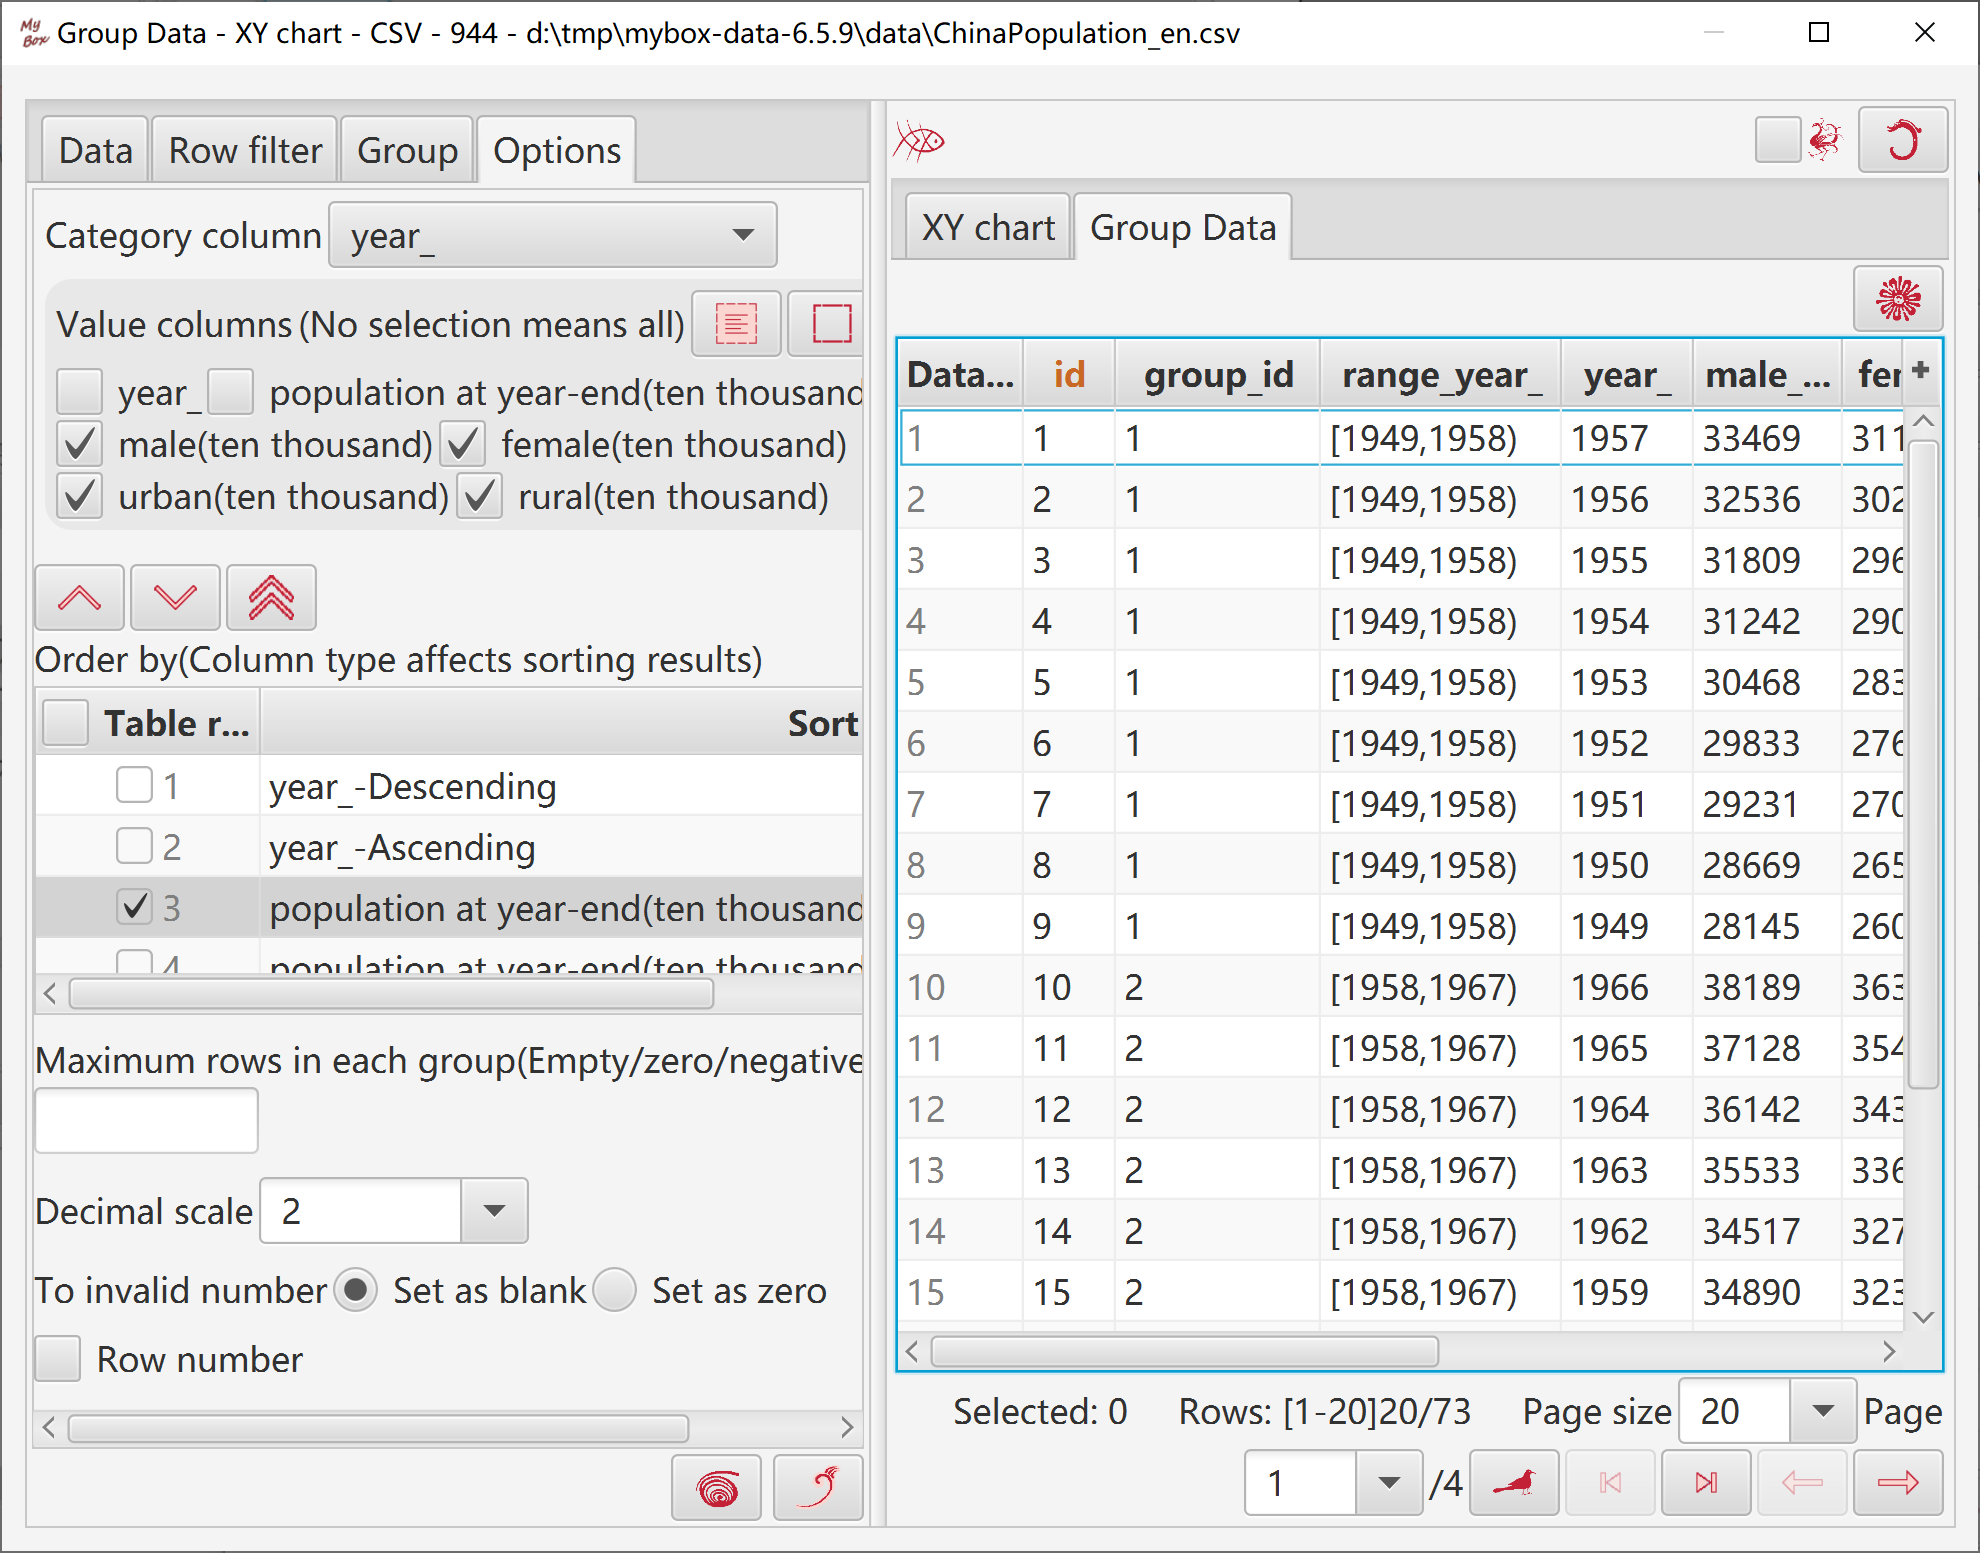 My Box Group Data - XY chart - CSV - 944 - d:\tmp\mybox-data-6.5.9\data\ChinaPopulation_en.csv
Data Row filter Group Options
Category column year_
Value columns (No selection means all)
year_ population at year-end(ten thousand
male(ten thousand) female(ten thousand)
urban(ten thousand) rural(ten thousand)
Order by(Column type affects sorting results)
Table r... Sort
1 year_-Descending
2 year_-Ascending
3 population at year-end(ten thousand
4 population at year-end(ten thousand
Maximum rows in each group(Empty/zero/negative
Decimal scale 2
To invalid number Set as blank Set as zero
Row number
XY chart Group Data
Data... id group_id range_year_ year_ male_... fer +
1 1 1 [1949,1958) 1957 33469 311
2 2 1 [1949,1958) 1956 32536 302
3 3 1 [1949,1958) 1955 31809 296
4 4 1 [1949,1958) 1954 31242 290
5 5 1 [1949,1958) 1953 30468 283
6 6 1 [1949,1958) 1952 29833 276
7 7 1 [1949,1958) 1951 29231 270
8 8 1 [1949,1958) 1950 28669 265
9 9 1 [1949,1958) 1949 28145 260
10 10 2 [1958,1967) 1966 38189 363
11 11 2 [1958,1967) 1965 37128 354
12 12 2 [1958,1967) 1964 36142 343
13 13 2 [1958,1967) 1963 35533 336
14 14 2 [1958,1967) 1962 34517 327
15 15 2 [1958,1967) 1959 34890 323
Selected: 0 Rows: [1-20]20/73 Page size 20 Page
1 /4